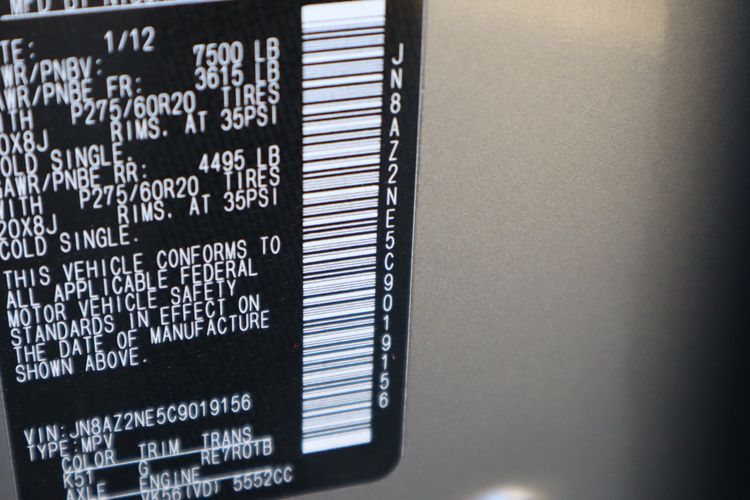 MFD BY
TE: 1/12
WR/PNBV: 7500 LB
AWR/PNBE FR: 3615 LB
ITH P275/60R20 TIRES
20X8J RIMS. AT 35PSI
OLD SINGLE.
GAWR/PNBE RR: 4495 LB
WITH P275/60R20 TIRES
20X8J RIMS. AT 35PSI
COLD SINGLE.
THIS VEHICLE CONFORMS TO
ALL APPLICABLE FEDERAL
MOTOR VEHICLE SAFETY
STANDARDS IN EFFECT ON
THE DATE OF MANUFACTURE
SHOWN ABOVE.
VIN: JN8AZ2NE5C9019156
TYPE: MPV
COLOR TRIM TRANS
K51 G RE7R01B
AXLE ENGINE
VK56(VD) 5552CC
JN8AZ2NE5C9019156